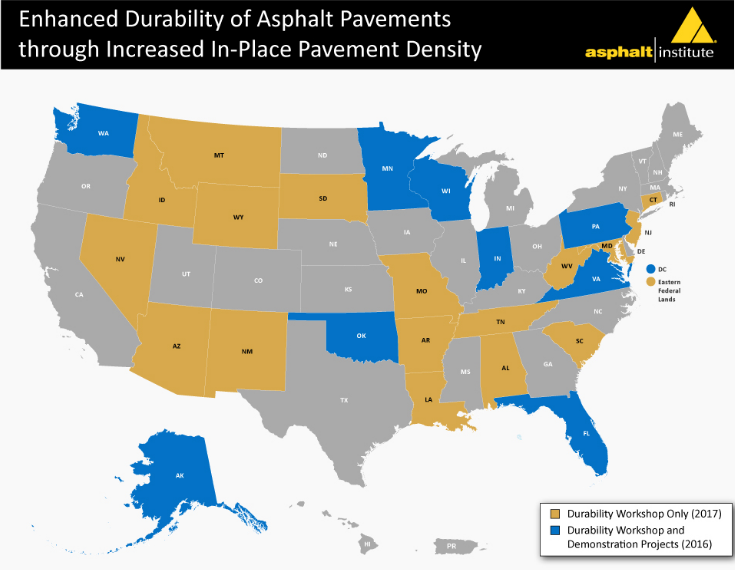 Enhanced Durability of Asphalt Pavements
through Increased In-Place Pavement Density
asphalt institute
WA
MT
ND
MN
ME
VT
NH
OR
ID
SD
WI
NY
MA
WY
MI
CT
RI
IA
PA
NJ
NE
NV
IL
IN
OH
MD
DE
UT
CO
WV
VA
DC
CA
KS
MO
KY
Eastern
Federal
Lands
NC
TN
AZ
NM
OK
AR
SC
MS
AL
GA
TX
LA
FL
AK
HI
PR
Durability Workshop Only (2017)
Durability Workshop and
Demonstration Projects (2016)